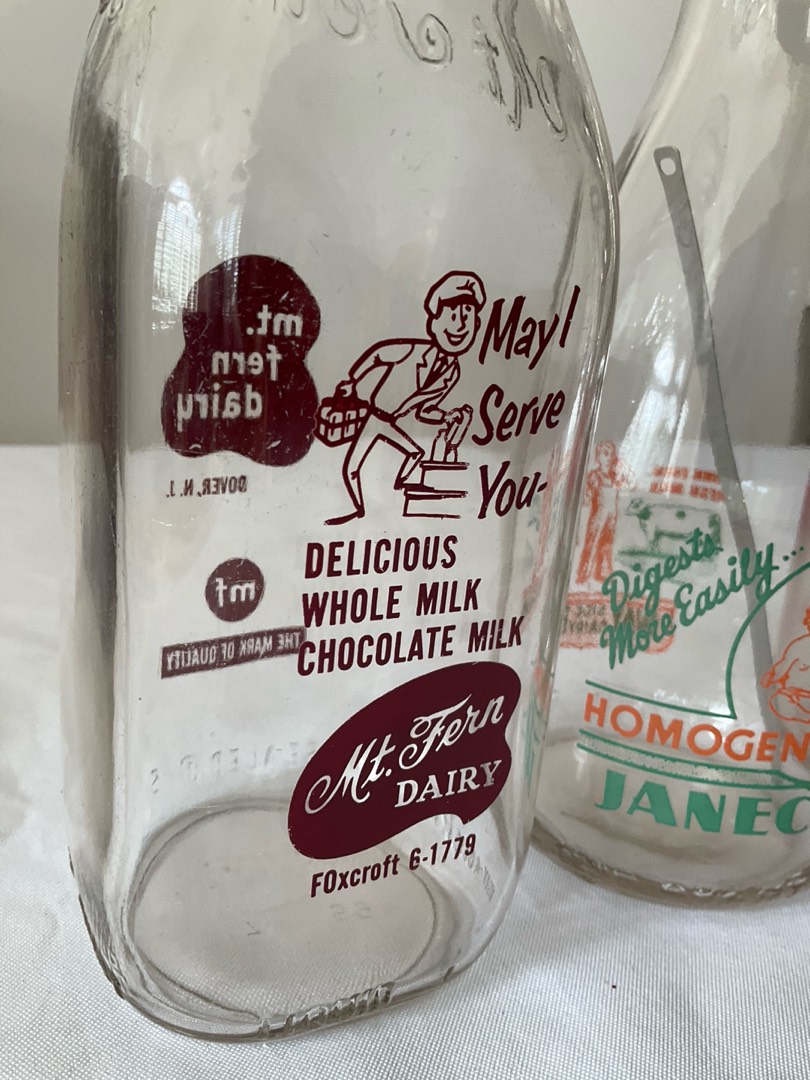 mt.
fern
dairy
DOVER, N. J.
mf
THE MARK OF QUALITY
May I
Serve
You-
DELICIOUS
WHOLE MILK
CHOCOLATE MILK
Mt. Fern
DAIRY
FOxcroft 6-1779
Digests
More Easily...
HOMOGEN
JANEC